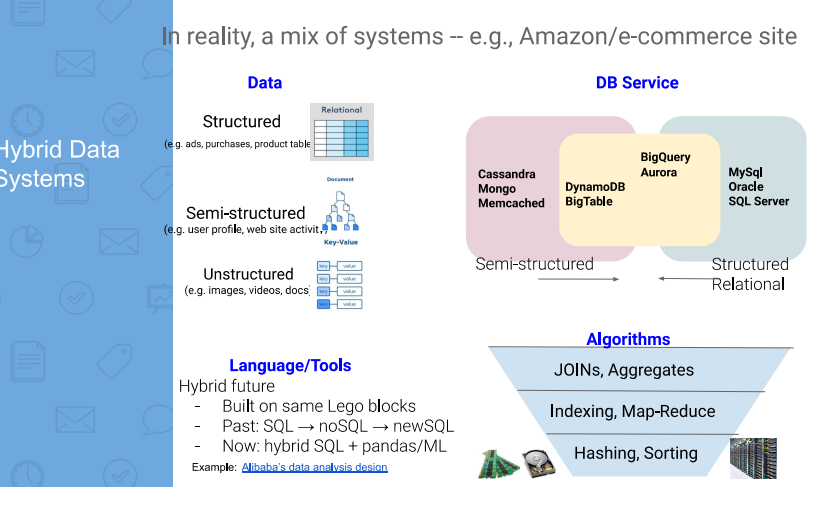 In reality, a mix of systems -- e.g., Amazon/e-commerce site
Hybrid Data
Systems
Data
Structured
(e.g. ads, purchases, product table
Relational
Document
Semi-structured
(e.g. user profile, web site activity)
Key-Value
Unstructured
(e.g. images, videos, docs
key value
key value
key value
key value
DB Service
Cassandra
Mongo
Memcached
DynamoDB
BigTable
BigQuery
Aurora
MySql
Oracle
SQL Server
Semi-structured
Structured
Relational
Language/Tools
Hybrid future
- Built on same Lego blocks
- Past: SQL → noSQL → newSQL
- Now: hybrid SQL + pandas/ML
Example: Alibaba's data analysis design
Algorithms
JOINs, Aggregates
Indexing, Map-Reduce
Hashing, Sorting